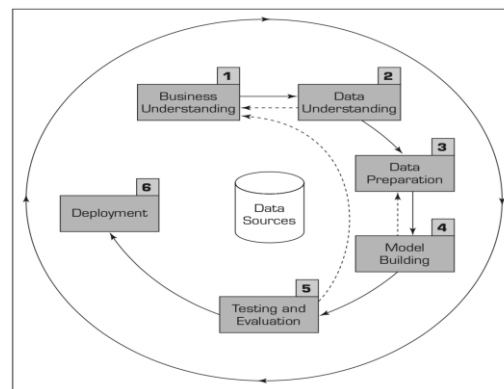 1
Business
Understanding
2
Data
Understanding
3
Data
Preparation
4
Model
Building
5
Testing and
Evaluation
6
Deployment
Data
Sources